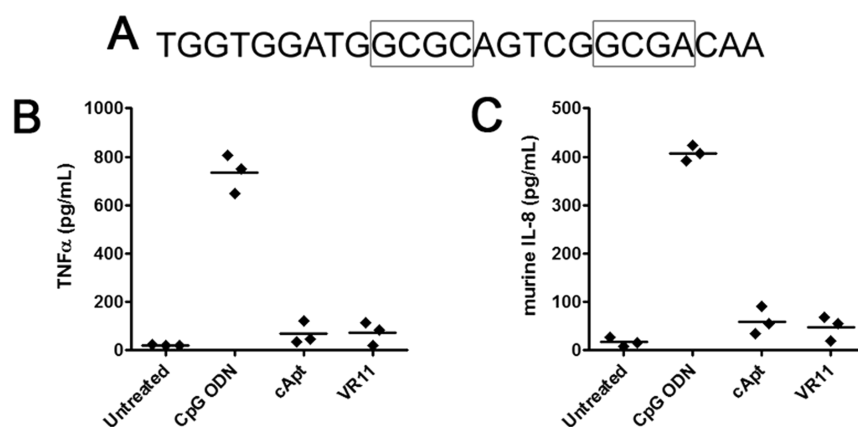 A TGGTGGATGGCGCAGTCGGCGACAA
B
TNFα (pg/mL)
1000
800
600
400
200
0
Untreated
CpG ODN
cApt
VR11
C
murine IL-8 (pg/mL)
500
400
300
200
100
0
Untreated
CpG ODN
cApt
VR11